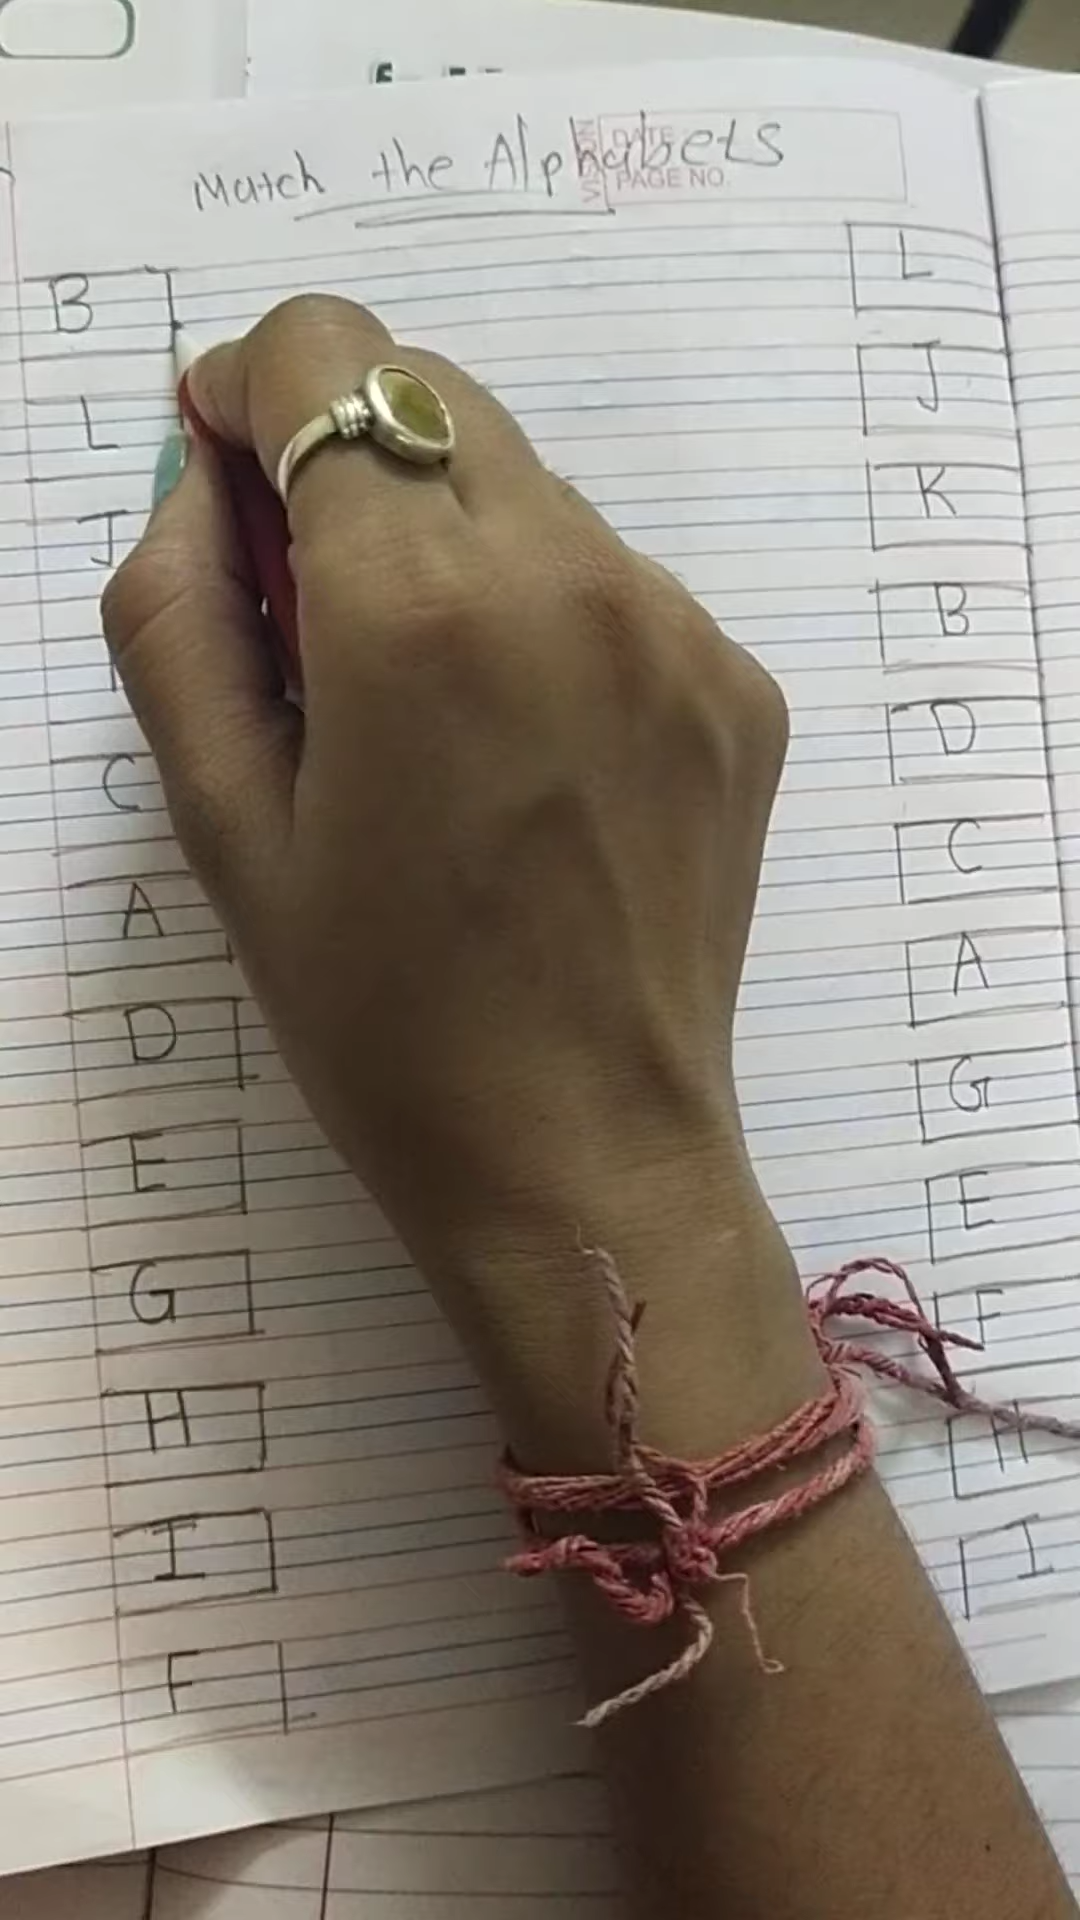 Match the Alphabets
DATE
PAGE NO.
B L
L J
J K
B
C D
A C
D A
E G
G E
H F
I H
F I